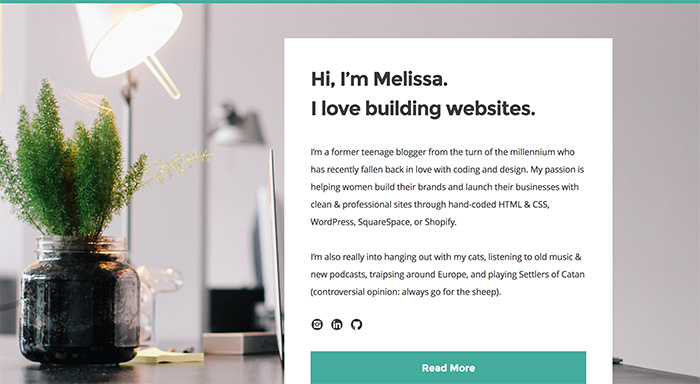 Hi, I’m Melissa.
I love building websites.
I’m a former teenage blogger from the turn of the millennium who
has recently fallen back in love with coding and design. My passion is
helping women build their brands and launch their businesses with
clean & professional sites through hand-coded HTML & CSS,
WordPress, SquareSpace, or Shopify.
I’m also really into hanging out with my cats, listening to old music &
new podcasts, traipsing around Europe, and playing Settlers of Catan
(controversial opinion: always go for the sheep).
Read More